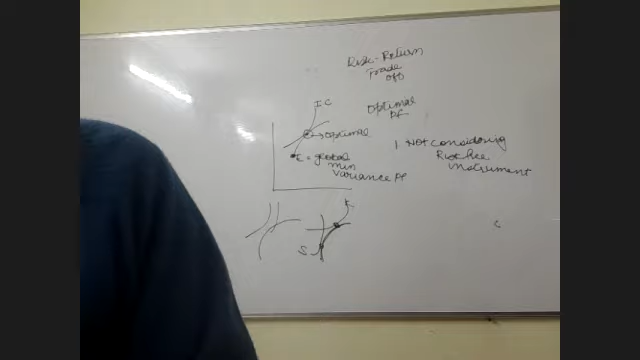 Risk-Return
Trade
off
IC
Optimal
PF
Optimal
E = global
min
variance PF
1 Not considering
Risk free
instrument
S